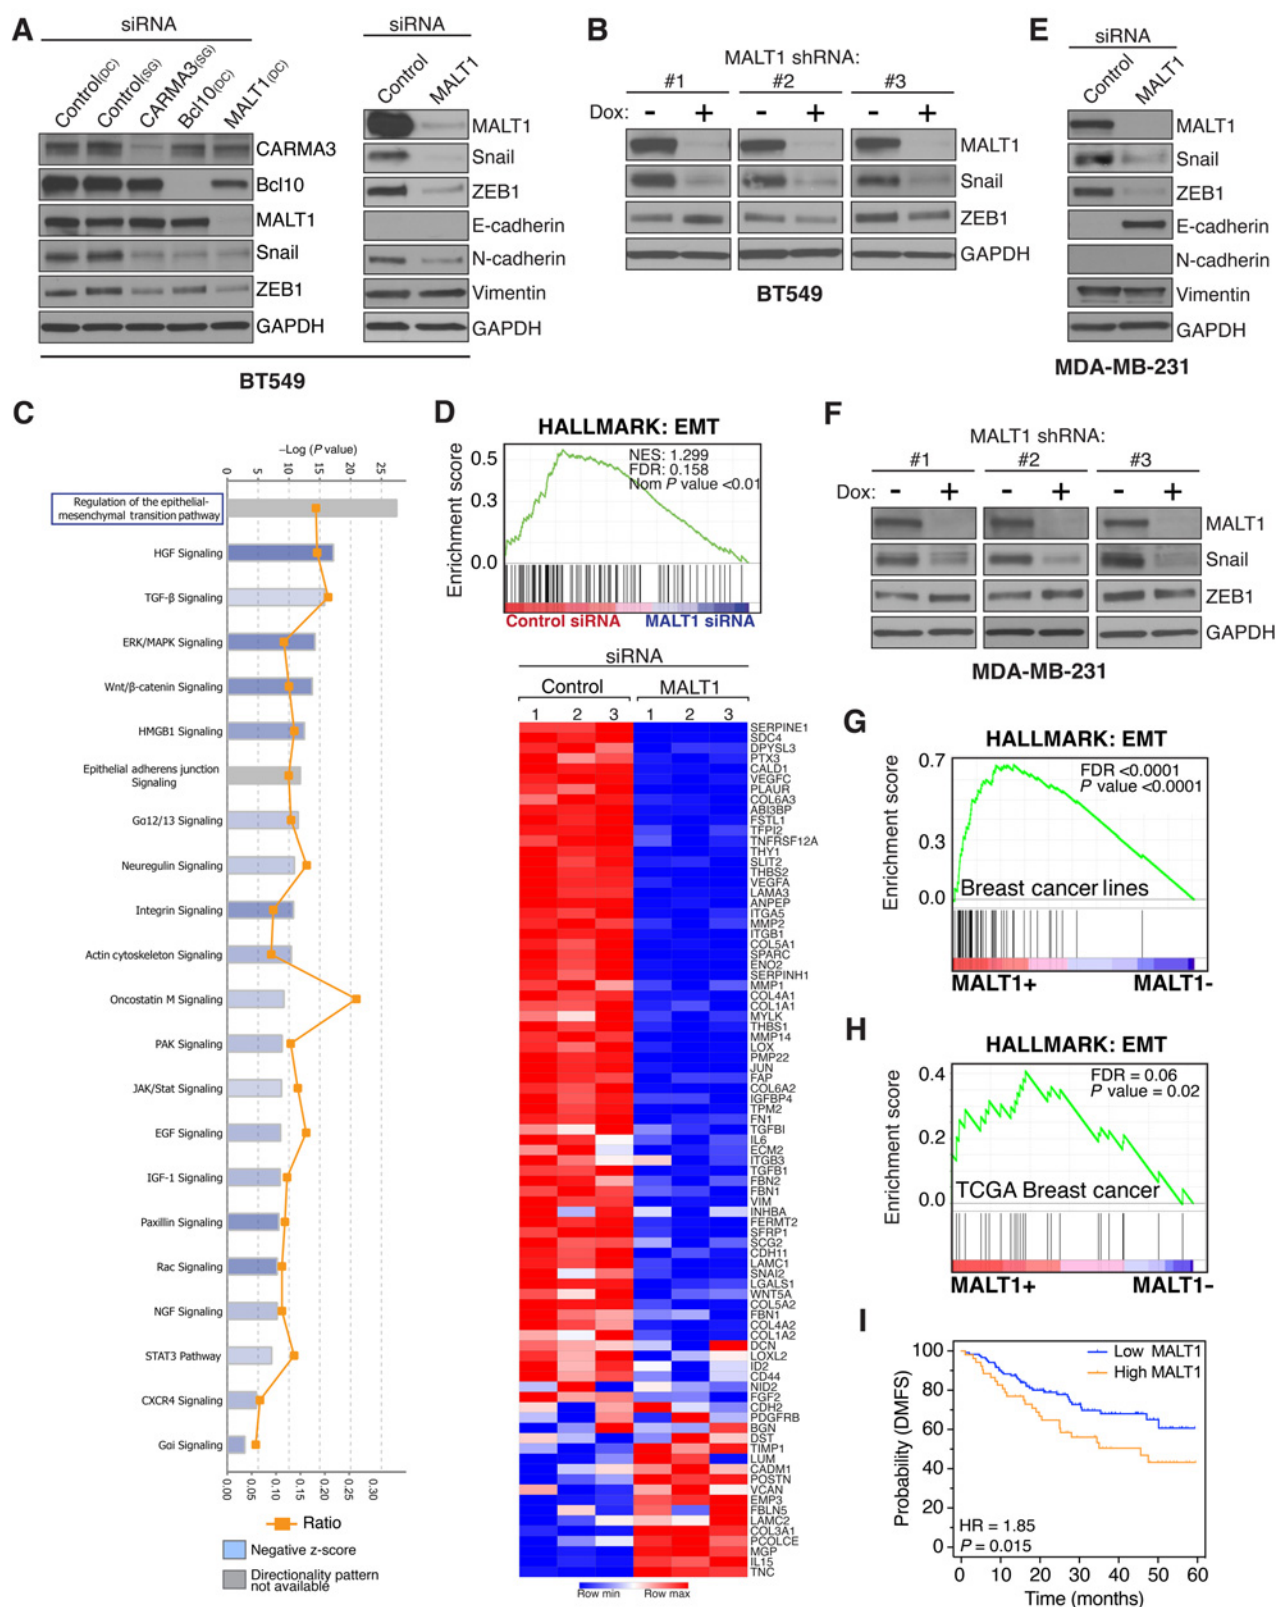 A
siRNA
Control(DC)
Control(SG)
CARMA3(SG)
Bcl10(DC)
MALT1(DC)
CARMA3
Bcl10
MALT1
Snail
ZEB1
GAPDH
siRNA
Control
MALT1
MALT1
Snail
ZEB1
E-cadherin
N-cadherin
Vimentin
GAPDH
BT549
B
MALT1 shRNA:
#1 #2 #3
Dox: - + - + - +
MALT1
Snail
ZEB1
GAPDH
BT549
E
siRNA
Control
MALT1
MALT1
Snail
ZEB1
E-cadherin
N-cadherin
Vimentin
GAPDH
MDA-MB-231
C
–Log (P value)
0 5 10 15 20 25
Regulation of the epithelial-
mesenchymal transition pathway
HGF Signaling
TGF-β Signaling
ERK/MAPK Signaling
Wnt/β-catenin Signaling
HMGB1 Signaling
Epithelial adherens junction
Signaling
Gα12/13 Signaling
Neuregulin Signaling
Integrin Signaling
Actin cytoskeleton Signaling
Oncostatin M Signaling
PAK Signaling
JAK/Stat Signaling
EGF Signaling
IGF-1 Signaling
Paxillin Signaling
Rac Signaling
NGF Signaling
STAT3 Pathway
CXCR4 Signaling
Gαi Signaling
0.00 0.05 0.10 0.15 0.20 0.25 0.30
Ratio
Negative z-score
Directionality pattern
not available
D
HALLMARK: EMT
Enrichment score
0.5
0.3
0.0
NES: 1.299
FDR: 0.158
Nom P value <0.01
Control siRNA MALT1 siRNA
siRNA
Control MALT1
1 2 3 1 2 3
SERPINE1
SDC4
DPYSL3
PTX3
CALD1
VEGFC
PLAUR
COL6A3
ABI3BP
FSTL1
TFPI2
TNFRSF12A
THY1
SLIT2
THBS2
VEGFA
LAMA3
ANPEP
ITGA5
MMP2
ITGB1
COL5A1
SPARC
ENO2
SERPINH1
MMP1
COL4A1
COL1A1
MYLK
THBS1
MMP14
LOX
PMP22
JUN
FAP
COL6A2
IGFBP4
TPM2
FN1
TGFBI
IL6
ECM2
ITGB3
TGFB1
FBN2
FBN1
VIM
INHBA
FERMT2
SFRP1
SCG2
CDH11
LAMC1
SNAI2
LGALS1
WNT5A
COL5A2
FBN1
COL4A2
COL1A2
DCN
LOXL2
ID2
CD44
NID2
FGF2
CDH2
PDGFRB
BGN
DST
TIMP1
LUM
CADM1
POSTN
VCAN
EMP3
FBLN5
LAMC2
COL3A1
PCOLCE
MGP
IL15
TNC
Row min Row max
F
MALT1 shRNA:
#1 #2 #3
Dox: - + - + - +
MALT1
Snail
ZEB1
GAPDH
MDA-MB-231
G
HALLMARK: EMT
Enrichment score
0.7
0.3
0.0
FDR <0.0001
P value <0.0001
Breast cancer lines
MALT1+ MALT1-
H
HALLMARK: EMT
Enrichment score
0.4
0.2
0.0
FDR = 0.06
P value = 0.02
TCGA Breast cancer
MALT1+ MALT1-
I
Probability (DMFS)
100
80
60
40
20
0
Low MALT1
High MALT1
HR = 1.85
P = 0.015
0 10 20 30 40 50 60
Time (months)